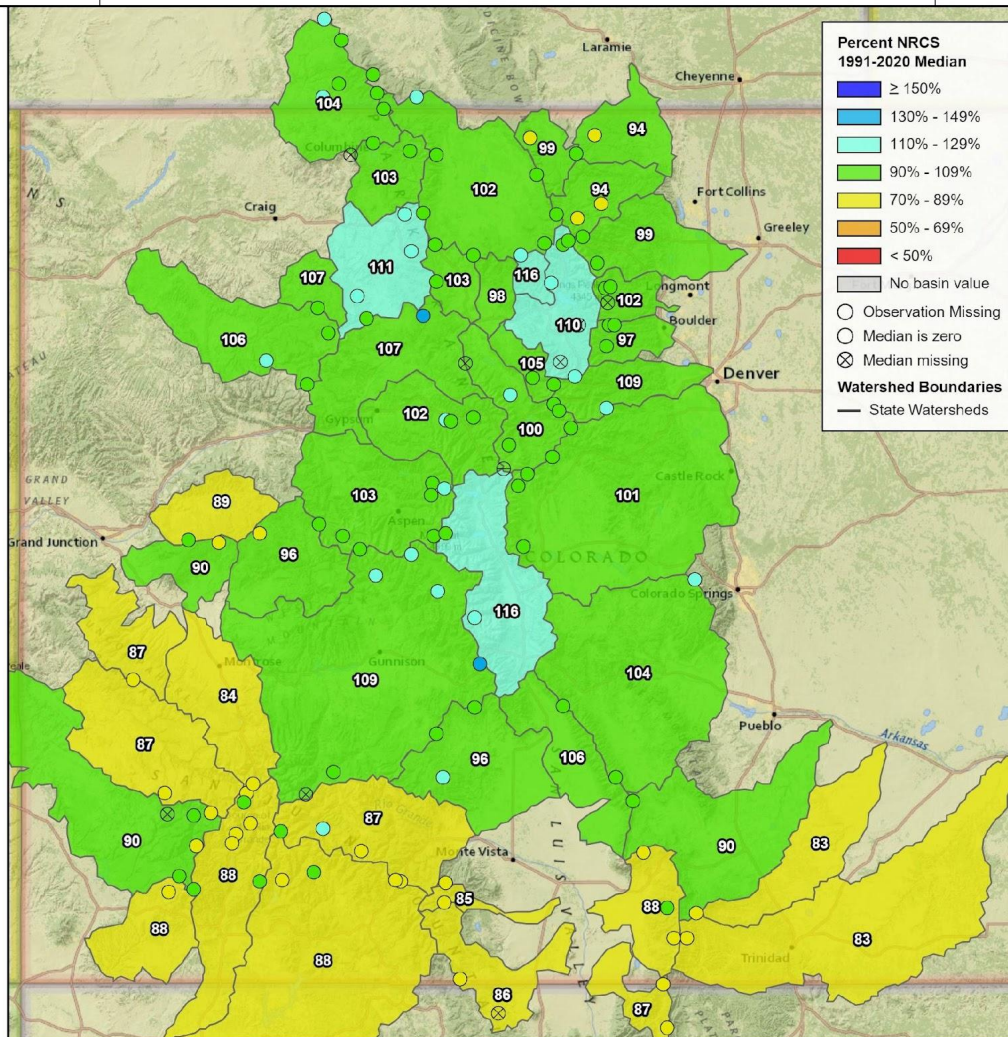 Laramie
Cheyenne
104
99
94
Columbine
103
102
94
Fort Collins
Craig
Greeley
99
111
107
103
98
116
102
Longmont
110
Boulder
97
106
107
105
109
Denver
102
Gypsum
100
GRAND
VALLEY
89
103
Castle Rock
101
Aspen
Grand Junction
96
COLORADO
90
Colorado Springs
116
87
Montrose
Gunnison
84
109
104
Pueblo
87
Arkansas
SAN
96
106
87
90
90
83
Monte Vista
LUIS VALLEY
88
85
88
88
88
83
Trinidad
86
87
Percent NRCS
1991-2020 Median
≥ 150%
130% - 149%
110% - 129%
90% - 109%
70% - 89%
50% - 69%
< 50%
No basin value
Observation Missing
Median is zero
Median missing
Watershed Boundaries
State Watersheds